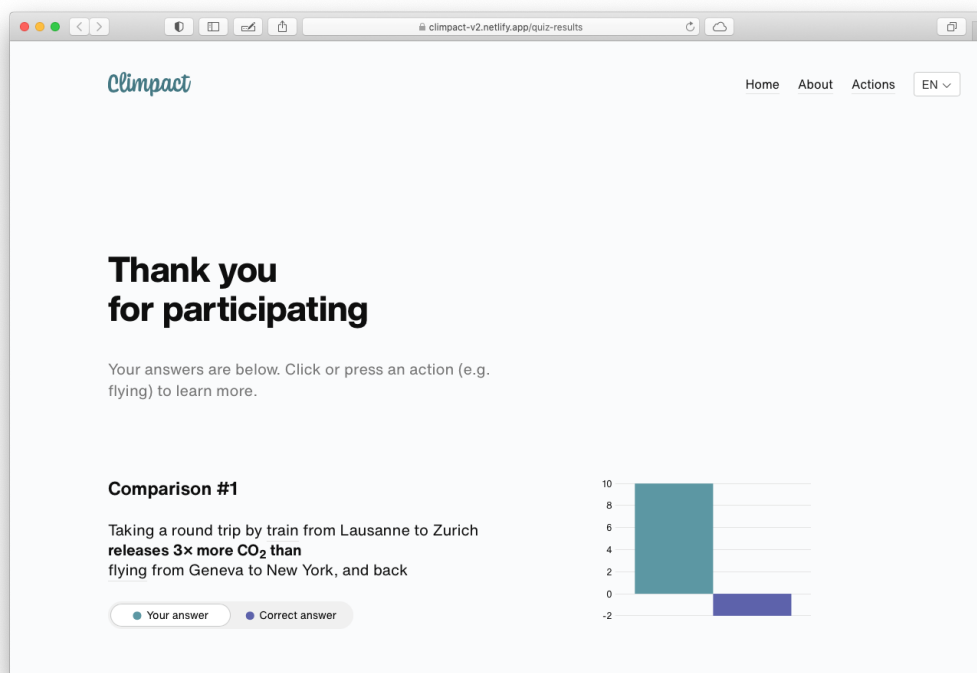 climpact-v2.netlify.app/quiz-results
Climpact
Home About Actions EN
Thank you
for participating
Your answers are below. Click or press an action (e.g.
flying) to learn more.
Comparison #1
Taking a round trip by train from Lausanne to Zurich
releases 3× more CO₂ than
flying from Geneva to New York, and back
Your answer Correct answer
10
8
6
4
2
0
-2